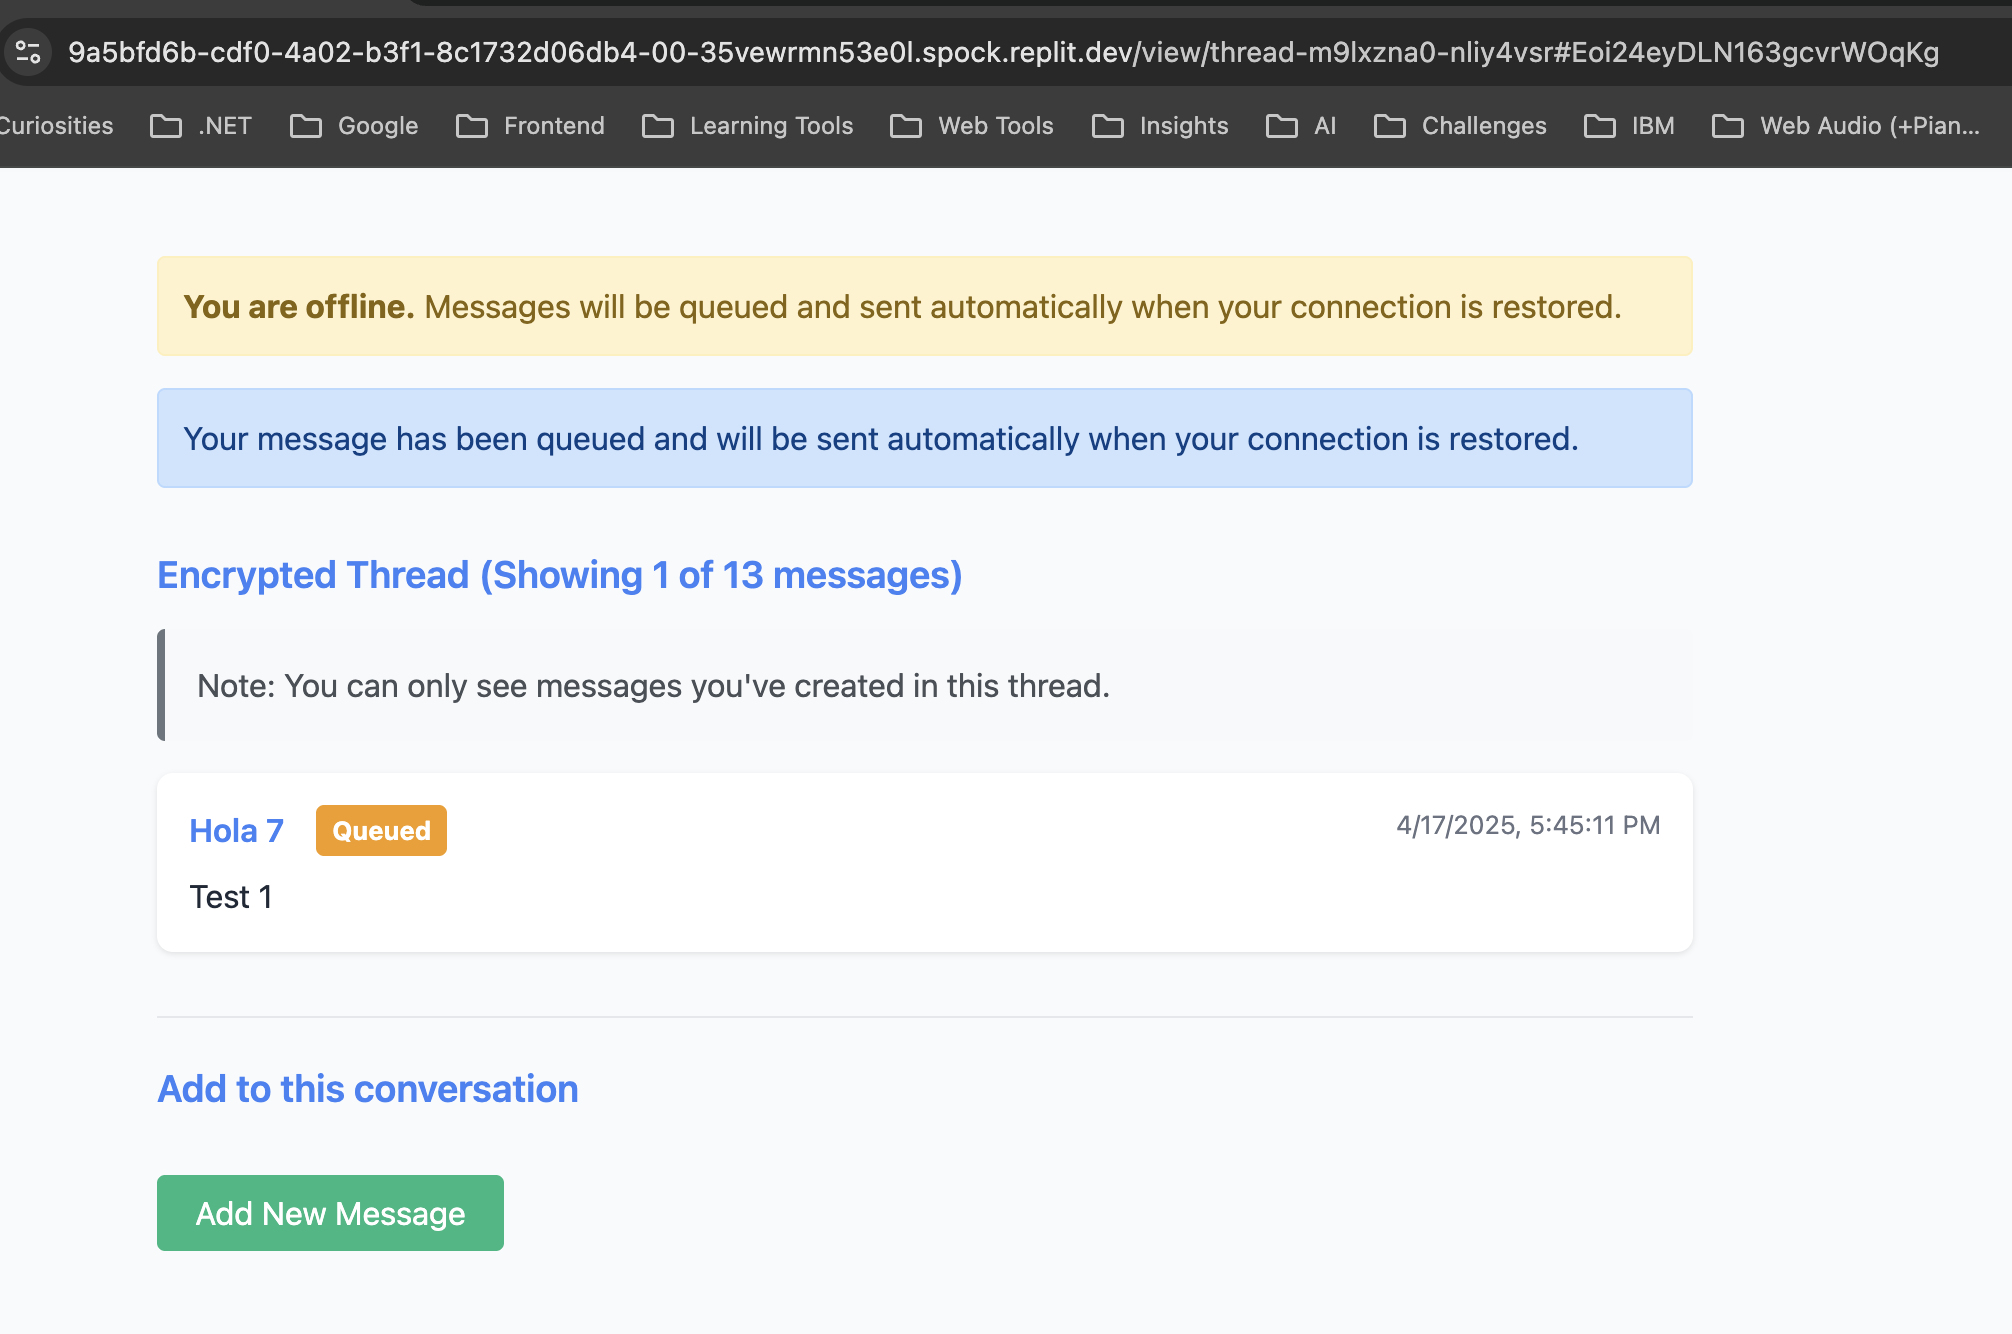 9a5bfd6b-cdf0-4a02-b3f1-8c1732d06db4-00-35vewrmn53e0l.spock.replit.dev/view/thread-m9lxzna0-nliy4vsr#Eoi24eyDLN163gcvrWOqKg
Curiosities .NET Google Frontend Learning Tools Web Tools Insights AI Challenges IBM Web Audio (+Pian...
You are offline. Messages will be queued and sent automatically when your connection is restored.
Your message has been queued and will be sent automatically when your connection is restored.
Encrypted Thread (Showing 1 of 13 messages)
Note: You can only see messages you've created in this thread.
Hola 7 Queued 4/17/2025, 5:45:11 PM
Test 1
Add to this conversation
Add New Message